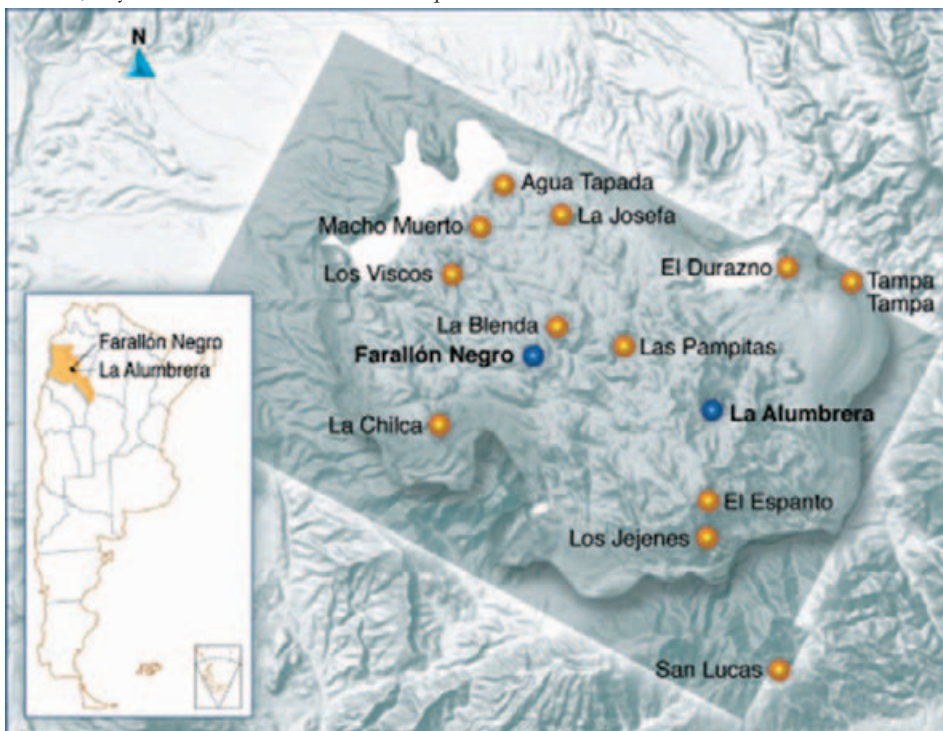 N
Agua Tapada
La Josefa
Macho Muerto
El Durazno
Los Viscos
Tampa
Tampa
La Blenda
Farallón Negro
Las Pampitas
Farallón Negro
La Alumbrera
La Alumbrera
La Chilca
El Espanto
Los Jejenes
San Lucas